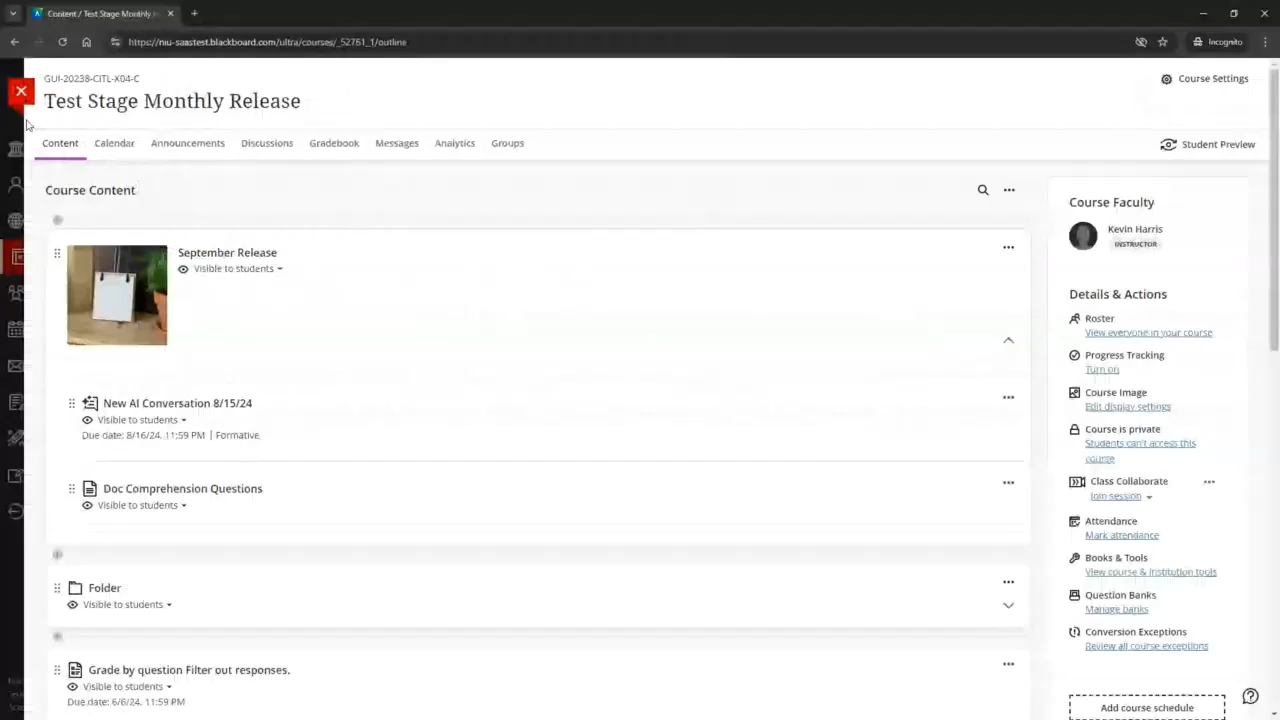 Content / Test Stage Monthly
https://niu-saastest.blackboard.com/ultra/courses/_52751_1/outline
Incognito
GUI-20238-CITL-X04-C
Test Stage Monthly Release
Course Settings
Content
Calendar
Announcements
Discussions
Gradebook
Messages
Analytics
Groups
Student Preview
Course Content
September Release
Visible to students
New AI Conversation 8/15/24
Visible to students
Due date: 8/16/24, 11:59 PM | Formative
Doc Comprehension Questions
Visible to students
Folder
Visible to students
Grade by question Filter out responses.
Visible to students
Due date: 6/6/24, 11:59 PM
Course Faculty
Kevin Harris
INSTRUCTOR
Details & Actions
Roster
View everyone in your course
Progress Tracking
Turn on
Course Image
Edit display settings
Course is private
Students can't access this
course
Class Collaborate
Join session
Attendance
Mark attendance
Books & Tools
View course & institution tools
Question Banks
Manage banks
Conversion Exceptions
Review all course exceptions
Add course schedule